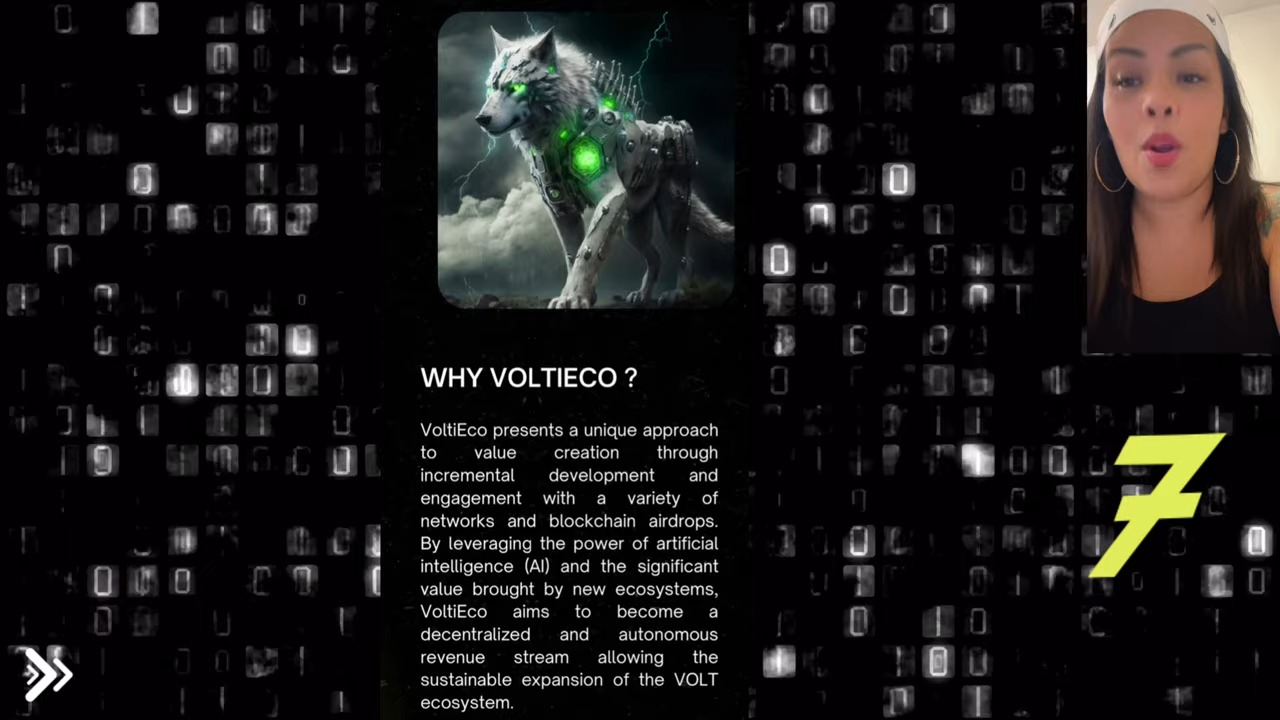 WHY VOLTIECO ?
VoltiEco presents a unique approach
to value creation through
incremental development and
engagement with a variety of
networks and blockchain airdrops.
By leveraging the power of artificial
intelligence (AI) and the significant
value brought by new ecosystems,
VoltiEco aims to become a
decentralized and autonomous
revenue stream allowing the
sustainable expansion of the VOLT
ecosystem.
7